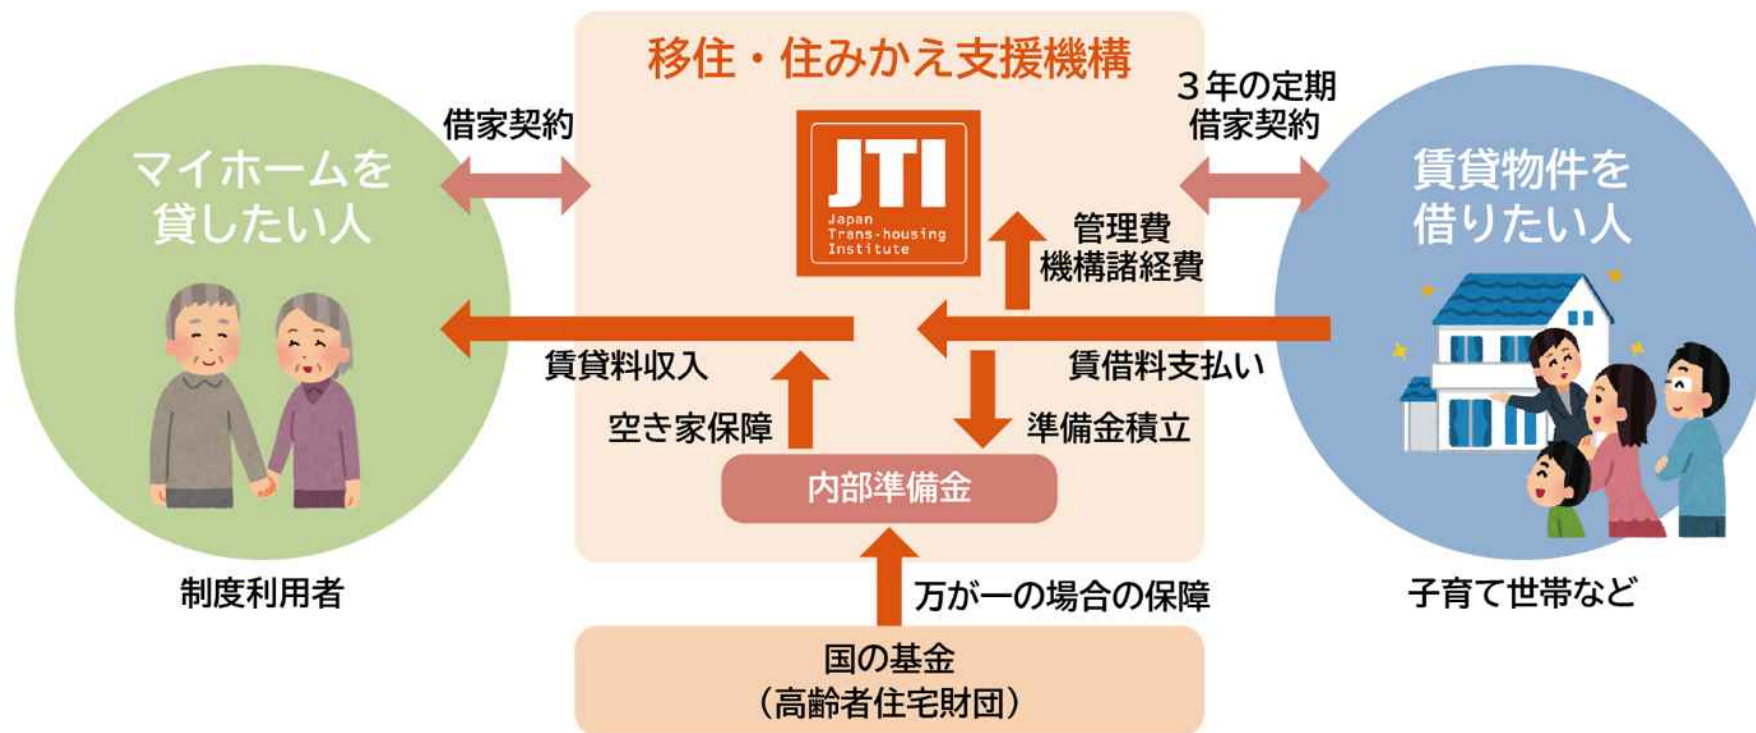 移住・住みかえ支援機構
借家契約
3年の定期
借家契約
マイホームを
貸したい人
JTI
Japan
Trans-housing
Institute
賃貸物件を
借りたい人
管理費
機構諸経費
賃貸料収入
賃借料支払い
空き家保障
準備金積立
内部準備金
制度利用者
万が一の場合の保障
子育て世帯など
国の基金
（高齢者住宅財団）